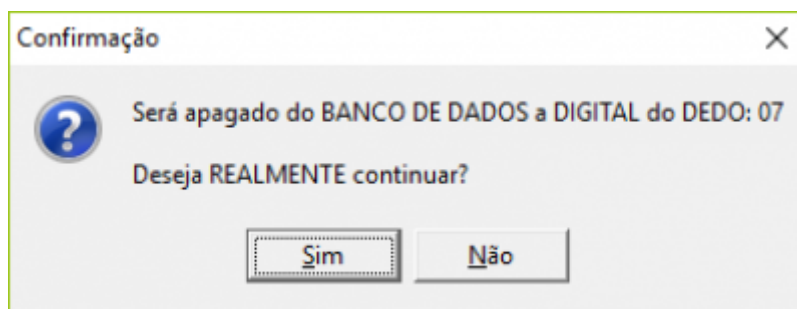 Confirmação
Será apagado do BANCO DE DADOS a DIGITAL do DEDO: 07
Deseja REALMENTE continuar?
Sim
Não